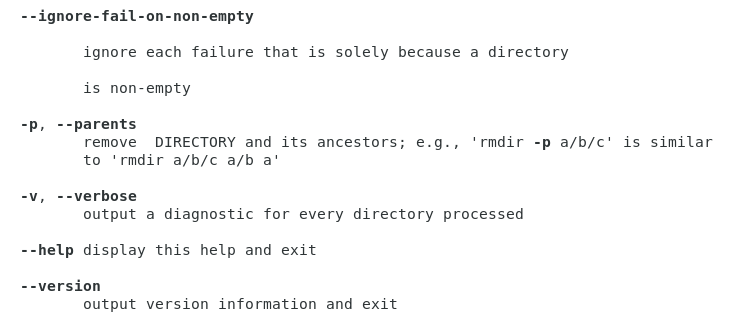 --ignore-fail-on-non-empty
ignore each failure that is solely because a directory
is non-empty
-p, --parents
remove  DIRECTORY and its ancestors; e.g., 'rmdir -p a/b/c' is similar
to 'rmdir a/b/c a/b a'
-v, --verbose
output a diagnostic for every directory processed
--help display this help and exit
--version
output version information and exit